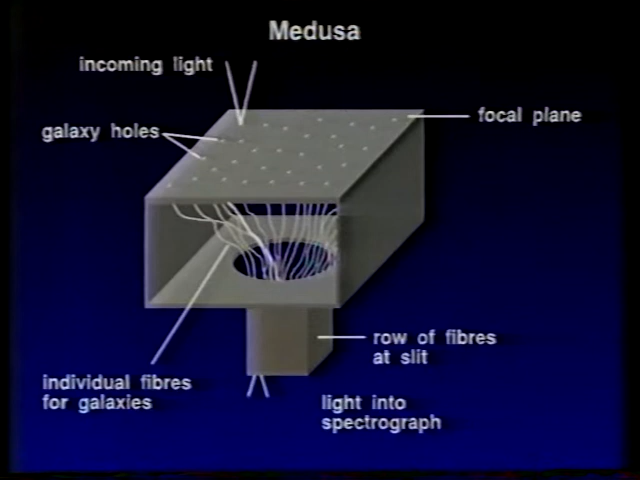 Medusa
incoming light
focal plane
galaxy holes
row of fibres
at slit
individual fibres
for galaxies
light into
spectrograph